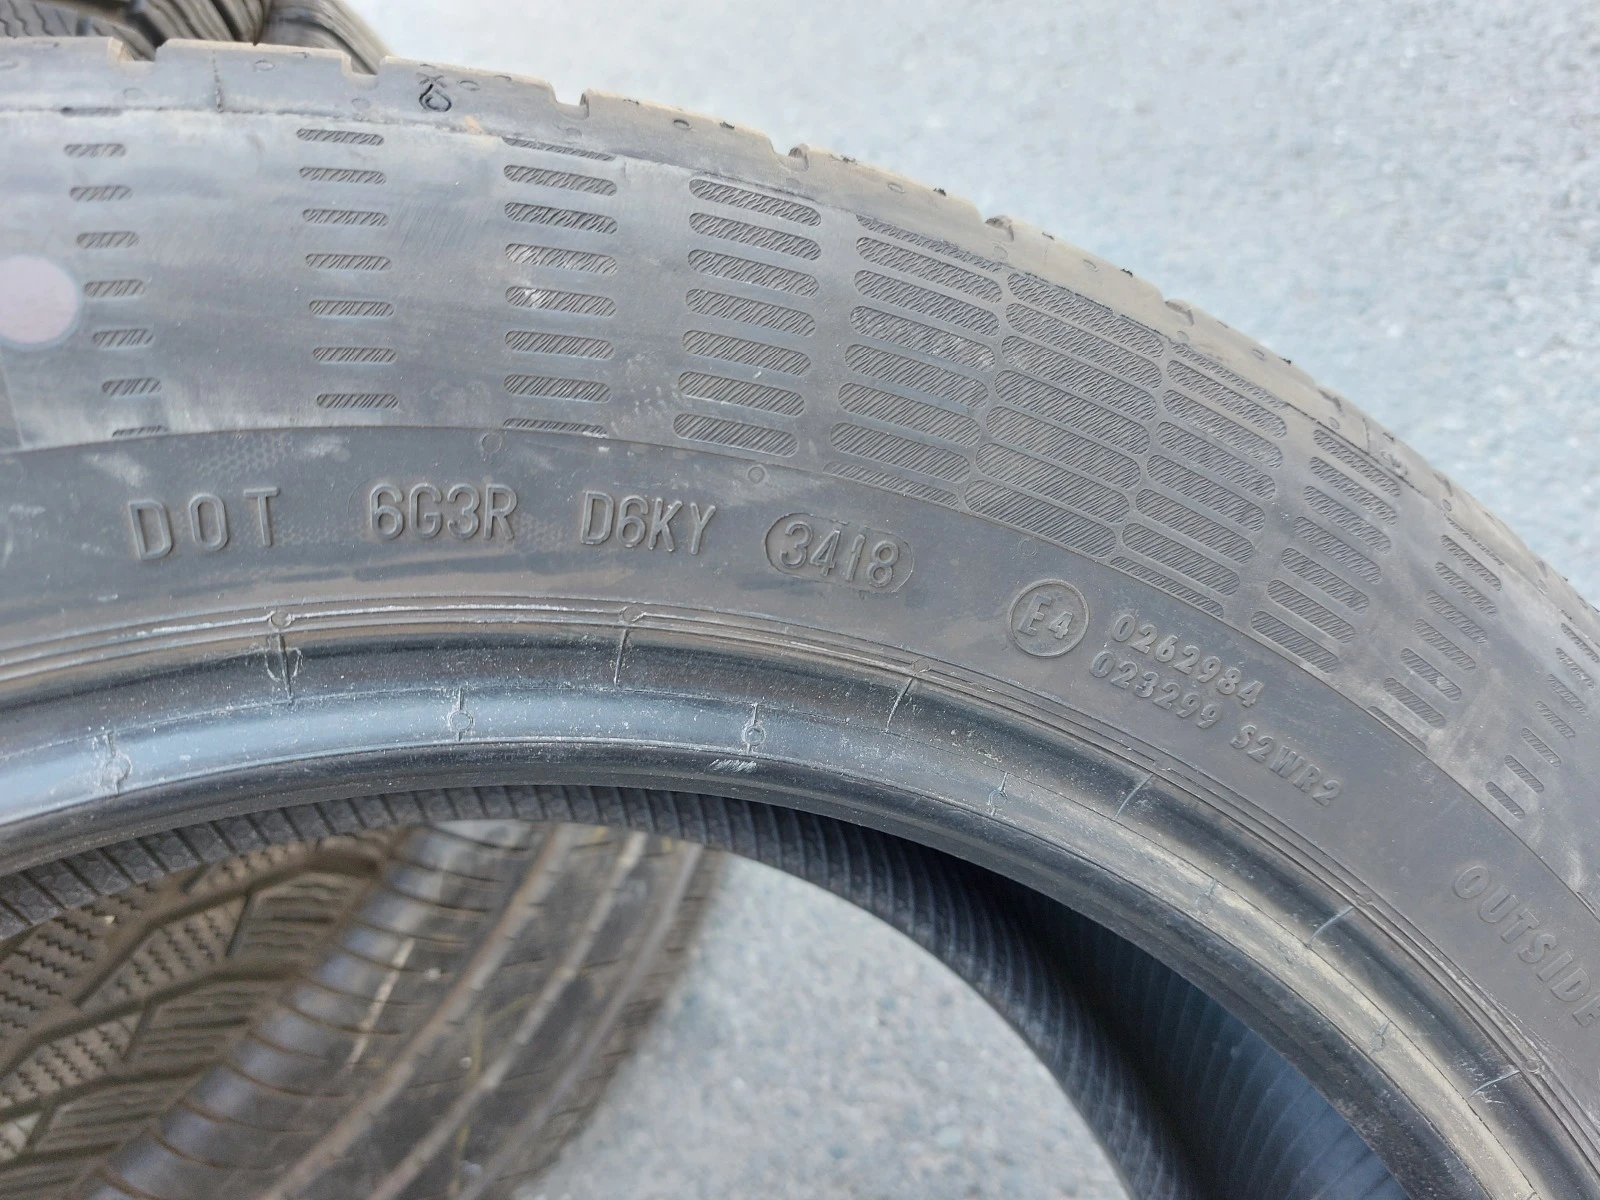 DOT 6G3R D6KY 3418
E4 0262984
023299 S2WR2
OUTSIDE